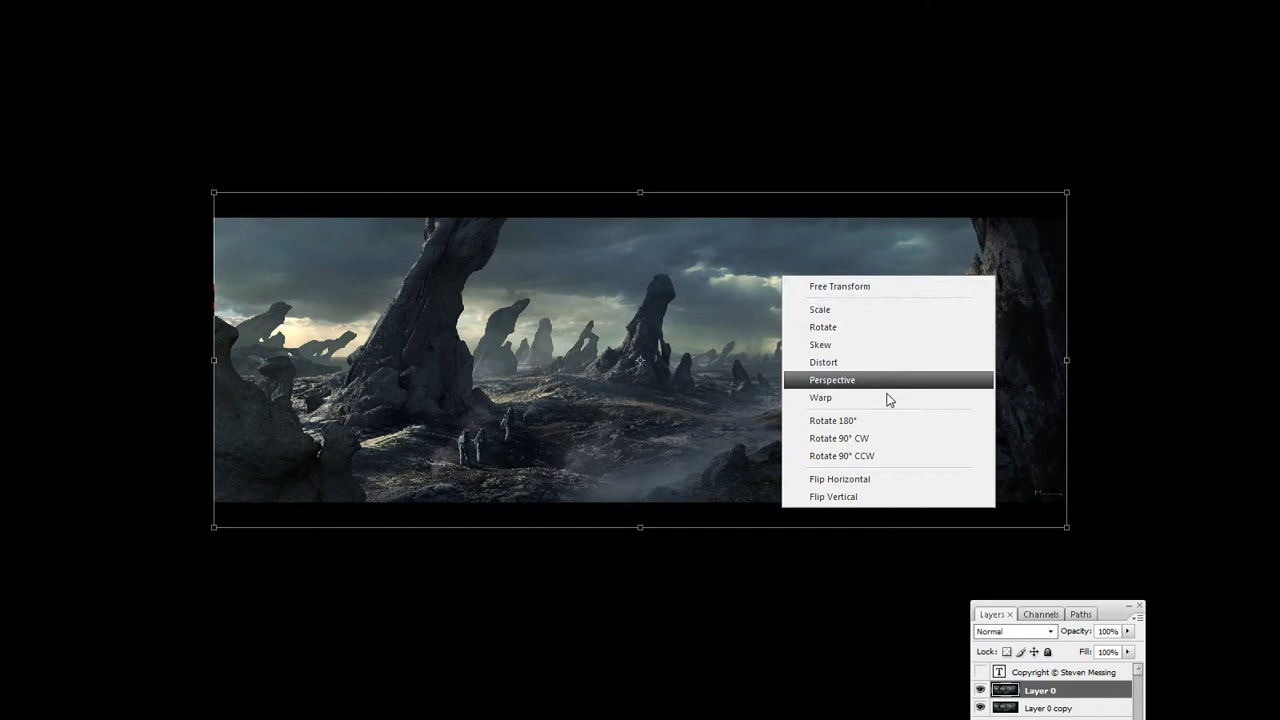 Free Transform
Scale
Rotate
Skew
Distort
Perspective
Warp
Rotate 180°
Rotate 90° CW
Rotate 90° CCW
Flip Horizontal
Flip Vertical
Layers × Channels Paths
Normal Opacity: 100%
Lock: Fill: 100%
T Copyright © Steven Messing
Layer 0
Layer 0 copy